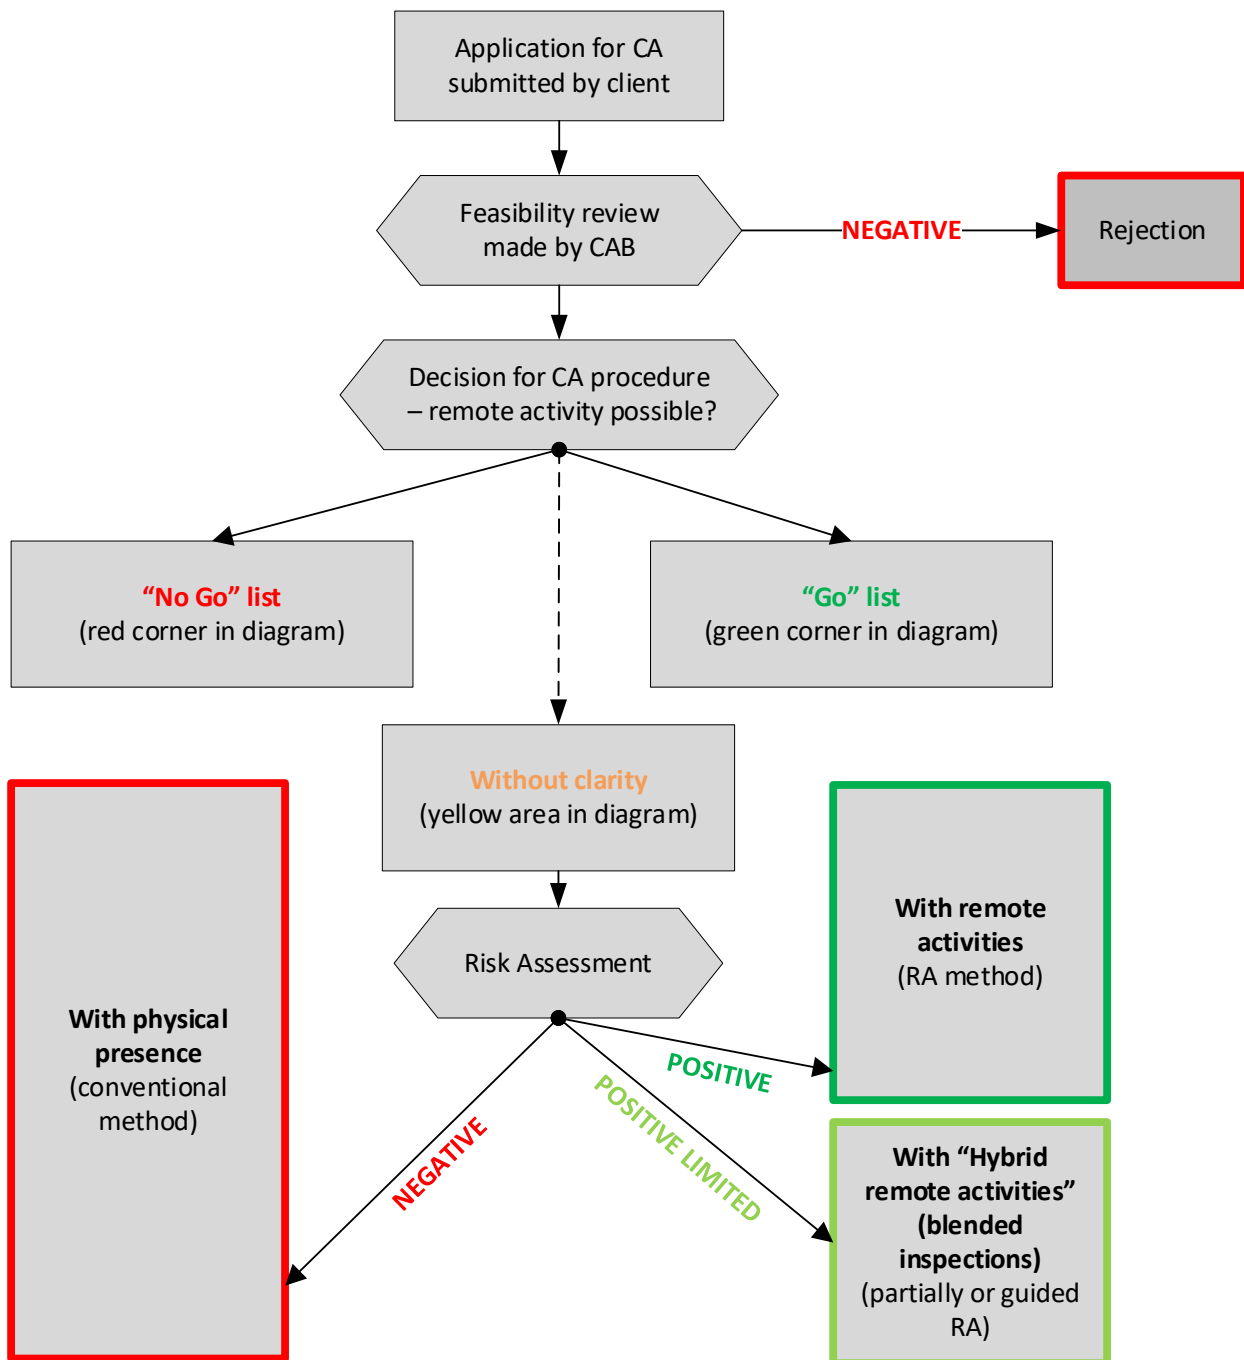 Application for CA
submitted by client
Feasibility review
made by CAB
NEGATIVE
Rejection
Decision for CA procedure
– remote activity possible?
“No Go” list
(red corner in diagram)
“Go” list
(green corner in diagram)
Without clarity
(yellow area in diagram)
Risk Assessment
With physical
presence
(conventional
method)
With remote
activities
(RA method)
NEGATIVE
POSITIVE LIMITED
POSITIVE
With “Hybrid
remote activities”
(blended
inspections)
(partially or guided
RA)